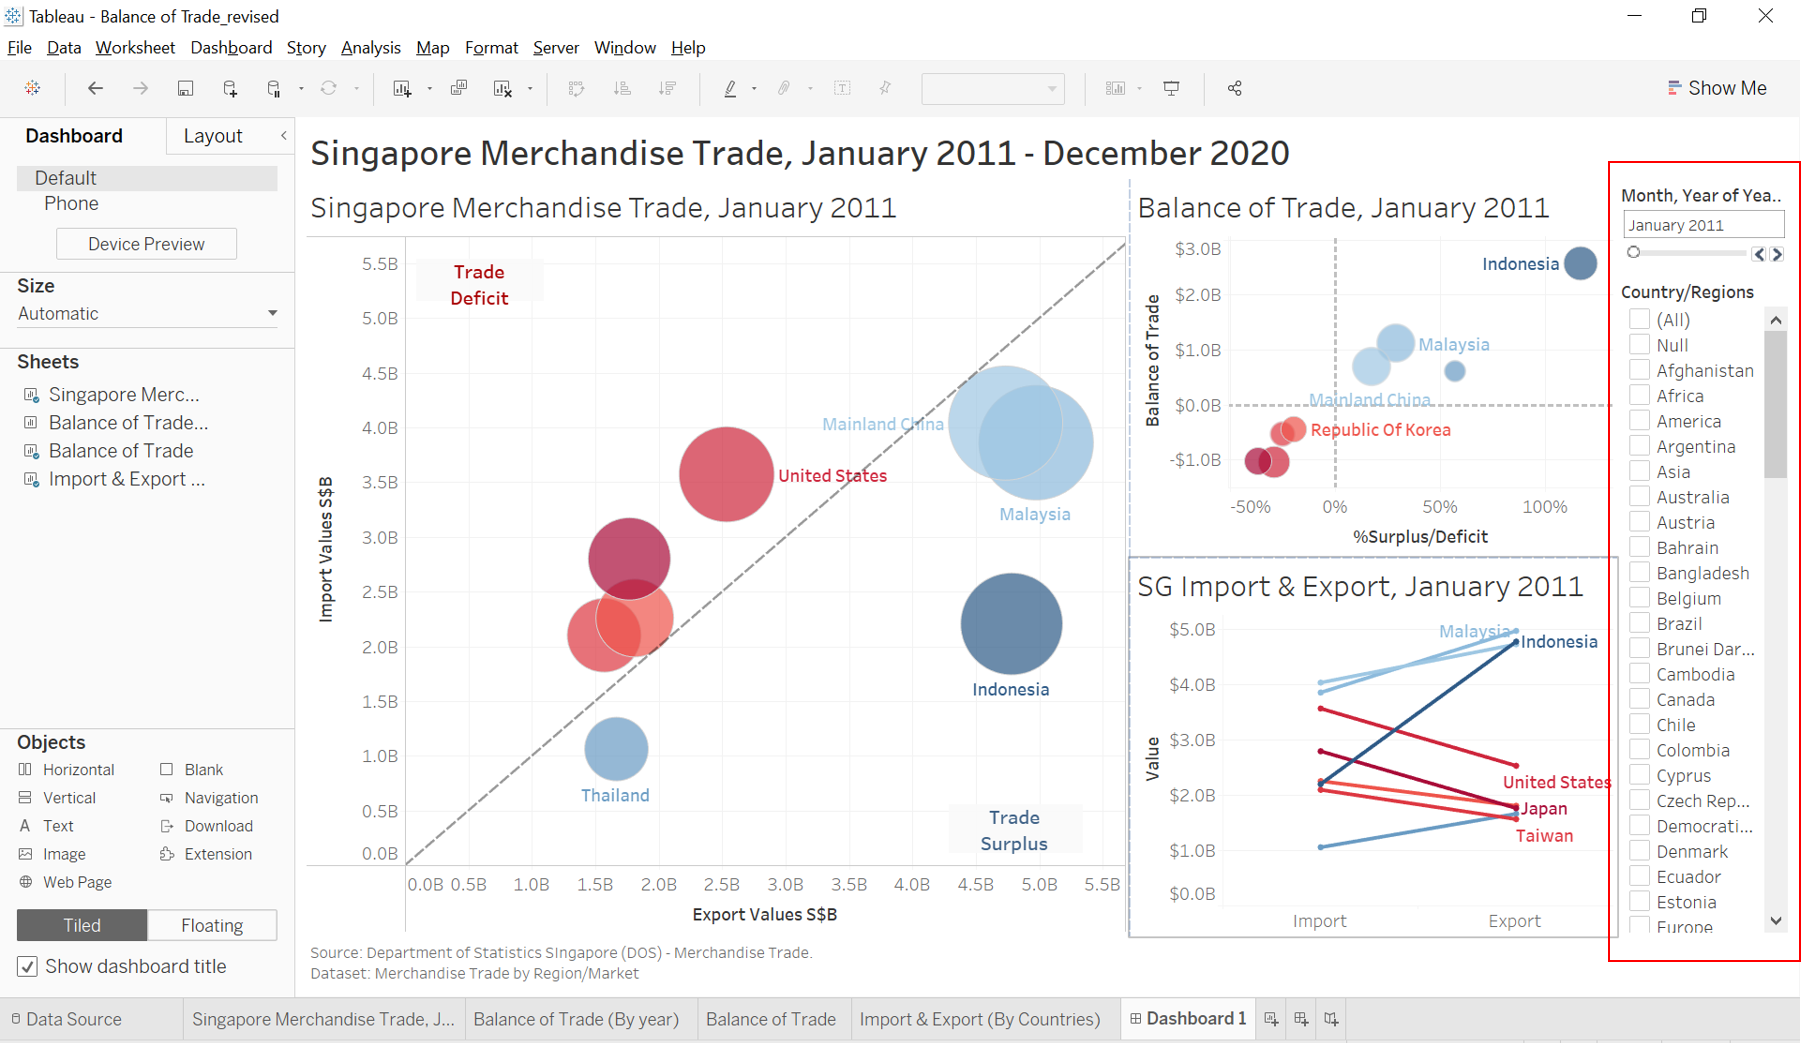 Tableau - Balance of Trade_revised
File Data Worksheet Dashboard Story Analysis Map Format Server Window Help
Show Me
Dashboard
Layout
Default
Phone
Device Preview
Size
Automatic
Sheets
Singapore Merc...
Balance of Trade...
Balance of Trade
Import & Export ...
Objects
Horizontal
Blank
Vertical
Navigation
A Text
Download
Image
Extension
Web Page
Tiled
Floating
Show dashboard title
Singapore Merchandise Trade, January 2011 - December 2020
Singapore Merchandise Trade, January 2011
Import Values S$B
5.5B
5.0B
4.5B
4.0B
3.5B
3.0B
2.5B
2.0B
1.5B
1.0B
0.5B
0.0B
Trade
Deficit
Mainland China
United States
Malaysia
Indonesia
Thailand
Trade
Surplus
0.0B 0.5B 1.0B 1.5B 2.0B 2.5B 3.0B 3.5B 4.0B 4.5B 5.0B 5.5B
Export Values S$B
Source: Department of Statistics SIngapore (DOS) - Merchandise Trade.
Dataset: Merchandise Trade by Region/Market
Balance of Trade, January 2011
Balance of Trade
$3.0B
$2.0B
$1.0B
$0.0B
-$1.0B
Indonesia
Malaysia
Mainland China
Republic Of Korea
-50% 0% 50% 100%
%Surplus/Deficit
SG Import & Export, January 2011
Value
$5.0B
$4.0B
$3.0B
$2.0B
$1.0B
$0.0B
Malaysia
Indonesia
United States
Japan
Taiwan
Import Export
Month, Year of Yea..
January 2011
Country/Regions
(All)
Null
Afghanistan
Africa
America
Argentina
Asia
Australia
Austria
Bahrain
Bangladesh
Belgium
Brazil
Brunei Dar...
Cambodia
Canada
Chile
Colombia
Cyprus
Czech Rep...
Democrati...
Denmark
Ecuador
Estonia
Europe
Data Source
Singapore Merchandise Trade, J...
Balance of Trade (By year)
Balance of Trade
Import & Export (By Countries)
Dashboard 1